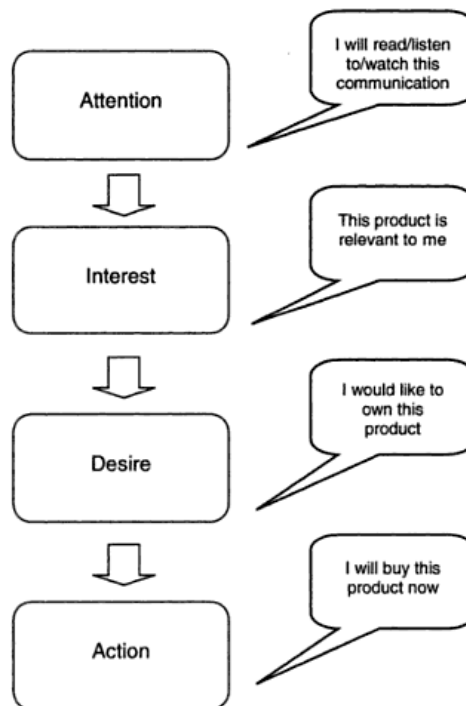 Attention
I will read/listen
to/watch this
communication
Interest
This product is
relevant to me
Desire
I would like to
own this
product
Action
I will buy this
product now